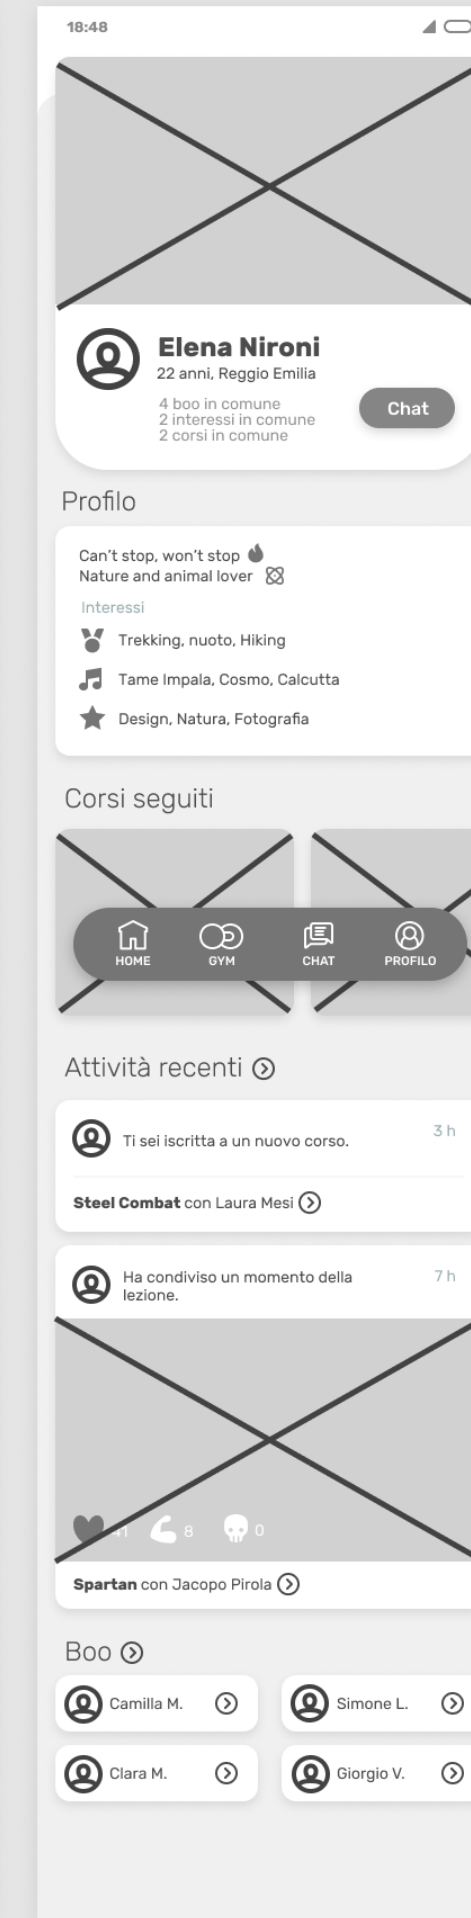 18:48
Elena Nironi
22 anni, Reggio Emilia
4 boo in comune
2 interessi in comune
2 corsi in comune
Chat
Profilo
Can't stop, won't stop
Nature and animal lover
Interessi
Trekking, nuoto, Hiking
Tame Impala, Cosmo, Calcutta
Design, Natura, Fotografia
Corsi seguiti
HOME
GYM
CHAT
PROFILO
Attività recenti
Ti sei iscritta a un nuovo corso.
3 h
Steel Combat con Laura Mesi
Ha condiviso un momento della
lezione.
7 h
41
8
0
Spartan con Jacopo Pirola
Boo
Camilla M.
Simone L.
Clara M.
Giorgio V.